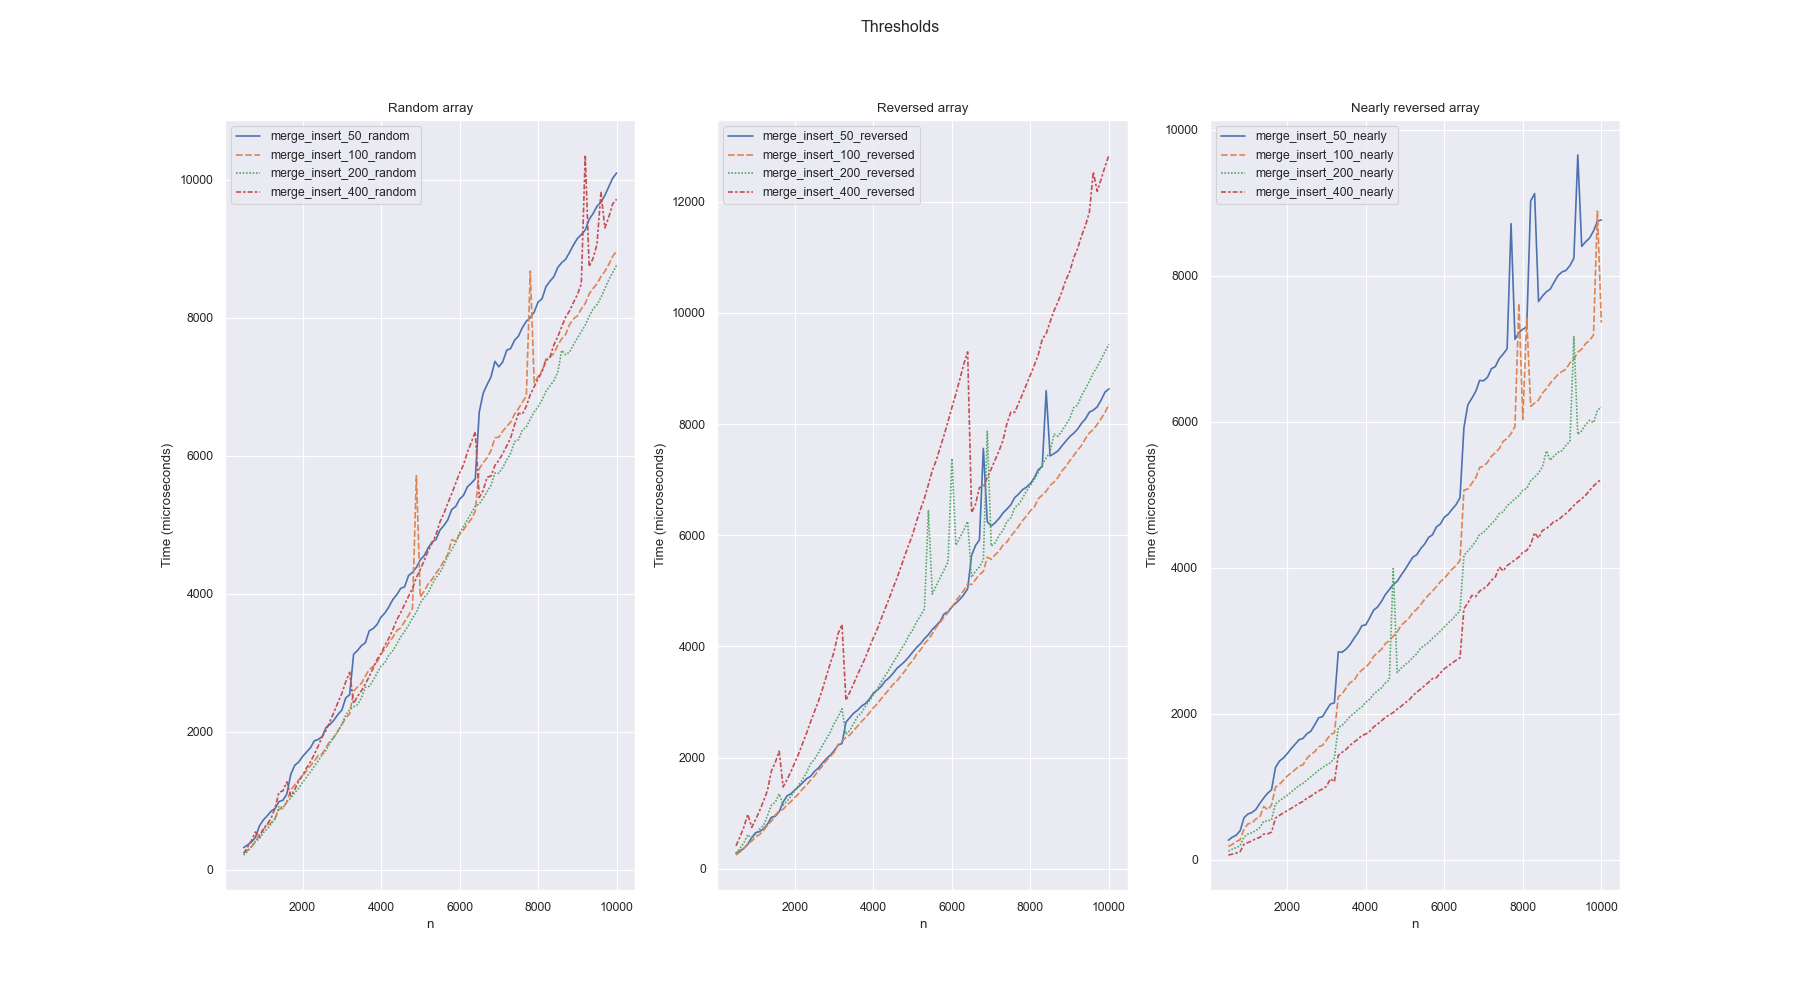 Thresholds
Random array
merge_insert_50_random
merge_insert_100_random
merge_insert_200_random
merge_insert_400_random
10000
8000
6000
4000
2000
0
Time (microseconds)
2000 4000 6000 8000 10000
n
Reversed array
merge_insert_50_reversed
merge_insert_100_reversed
merge_insert_200_reversed
merge_insert_400_reversed
12000
10000
8000
6000
4000
2000
0
Time (microseconds)
2000 4000 6000 8000 10000
n
Nearly reversed array
merge_insert_50_nearly
merge_insert_100_nearly
merge_insert_200_nearly
merge_insert_400_nearly
10000
8000
6000
4000
2000
0
Time (microseconds)
2000 4000 6000 8000 10000
n